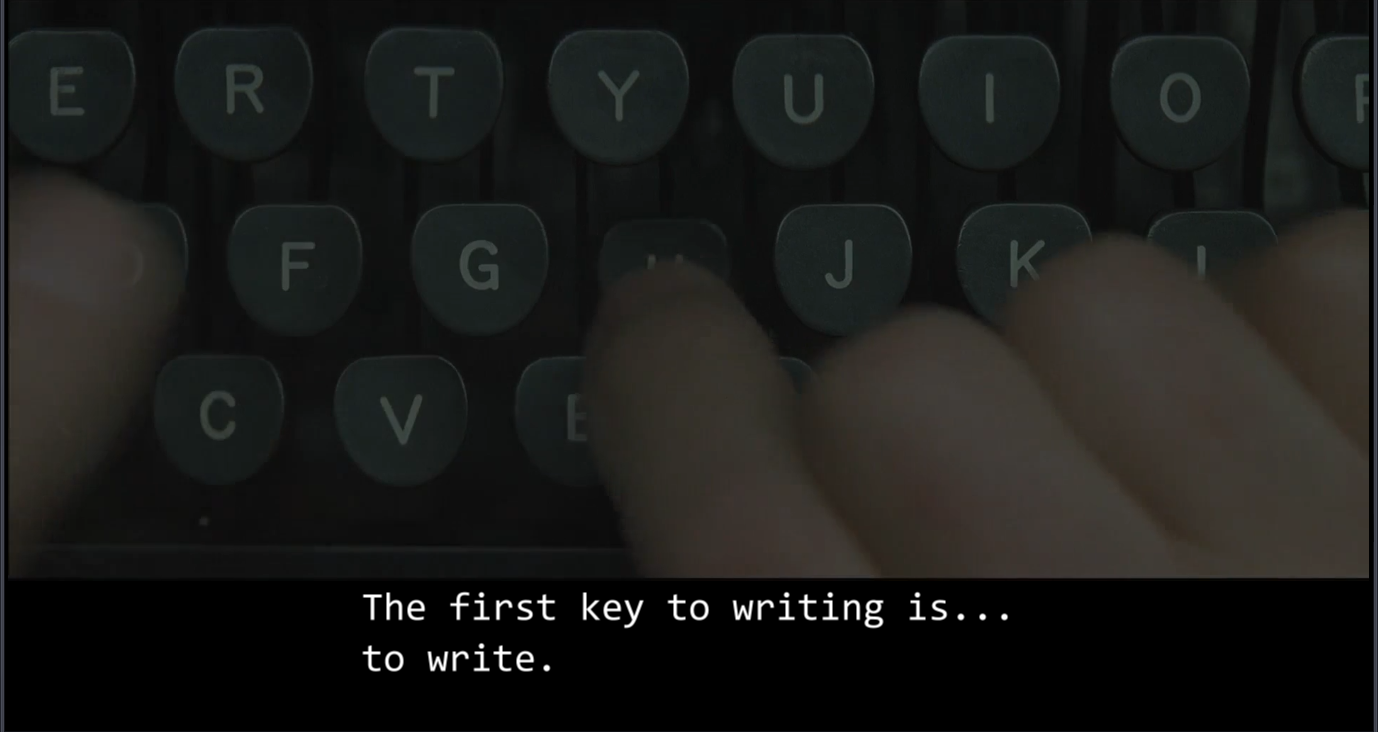 E R T Y U I O P
F G H J K L
C V B
The first key to writing is...
to write.